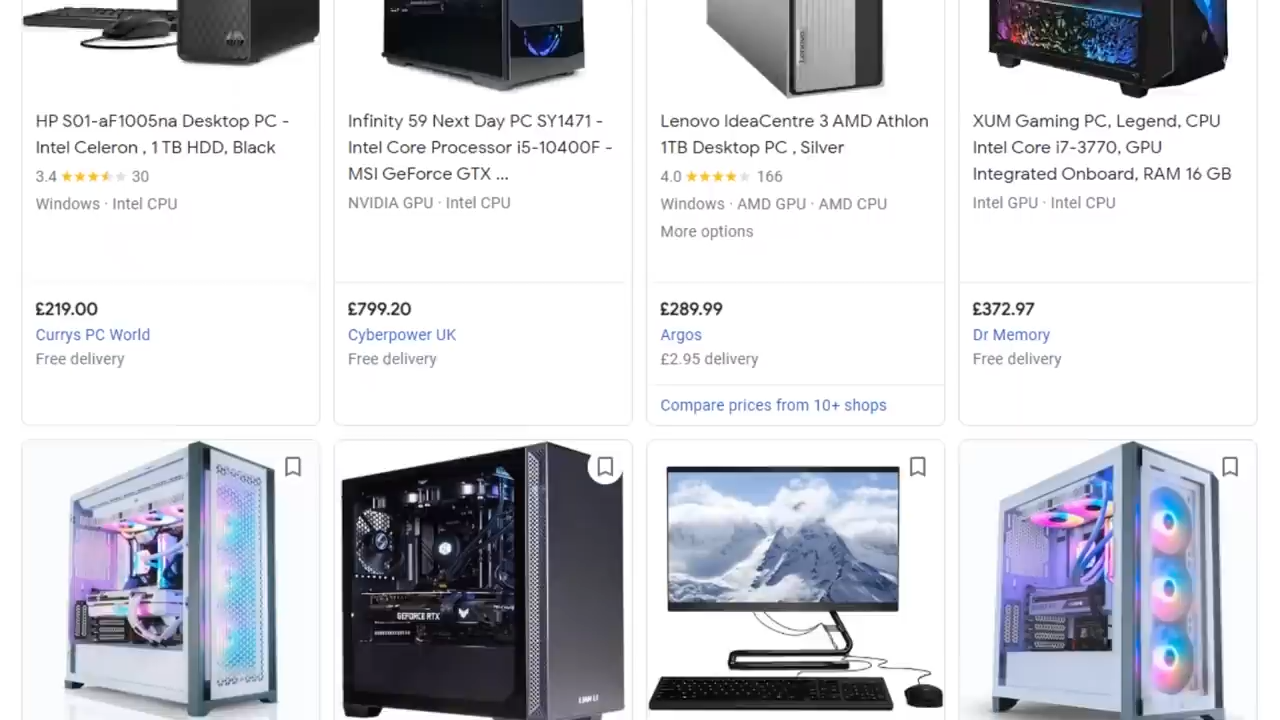 HP S01-aF1005na Desktop PC -
Intel Celeron , 1 TB HDD, Black
3.4 30
Windows · Intel CPU
£219.00
Currys PC World
Free delivery
Infinity 59 Next Day PC SY1471 -
Intel Core Processor i5-10400F -
MSI GeForce GTX ...
NVIDIA GPU · Intel CPU
£799.20
Cyberpower UK
Free delivery
Lenovo
Lenovo IdeaCentre 3 AMD Athlon
1TB Desktop PC , Silver
4.0 166
Windows · AMD GPU · AMD CPU
More options
£289.99
Argos
£2.95 delivery
Compare prices from 10+ shops
XUM Gaming PC, Legend, CPU
Intel Core i7-3770, GPU
Integrated Onboard, RAM 16 GB
Intel GPU · Intel CPU
£372.97
Dr Memory
Free delivery
GEFORCE RTX
LIAN LI